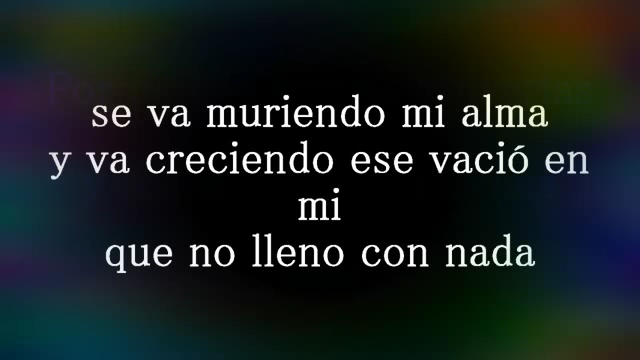 se va muriendo mi alma
y va creciendo ese vació en
mi
que no lleno con nada